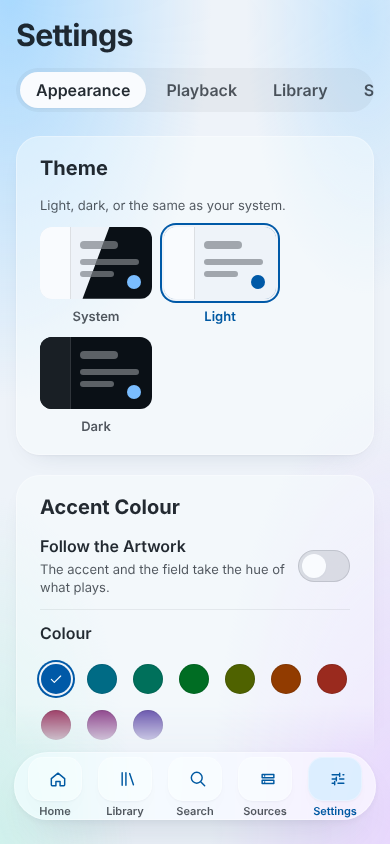 Settings
Appearance Playback Library S
Theme
Light, dark, or the same as your system.
System Light
Dark
Accent Colour
Follow the Artwork
The accent and the field take the hue of
what plays.
Colour
Home Library Search Sources Settings